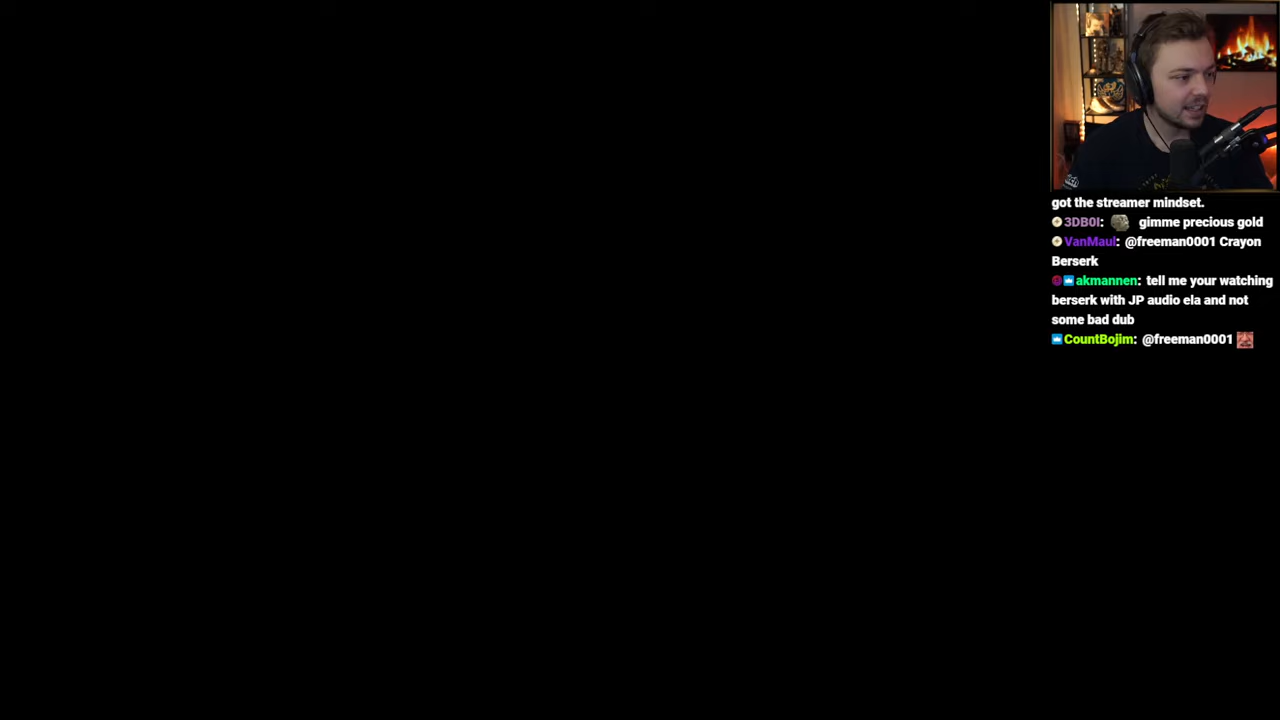 got the streamer mindset.
3DB0I: gimme precious gold
VanMaul: @freeman0001 Crayon
Berserk
akmannen: tell me your watching
berserk with JP audio ela and not
some bad dub
CountBojim: @freeman0001